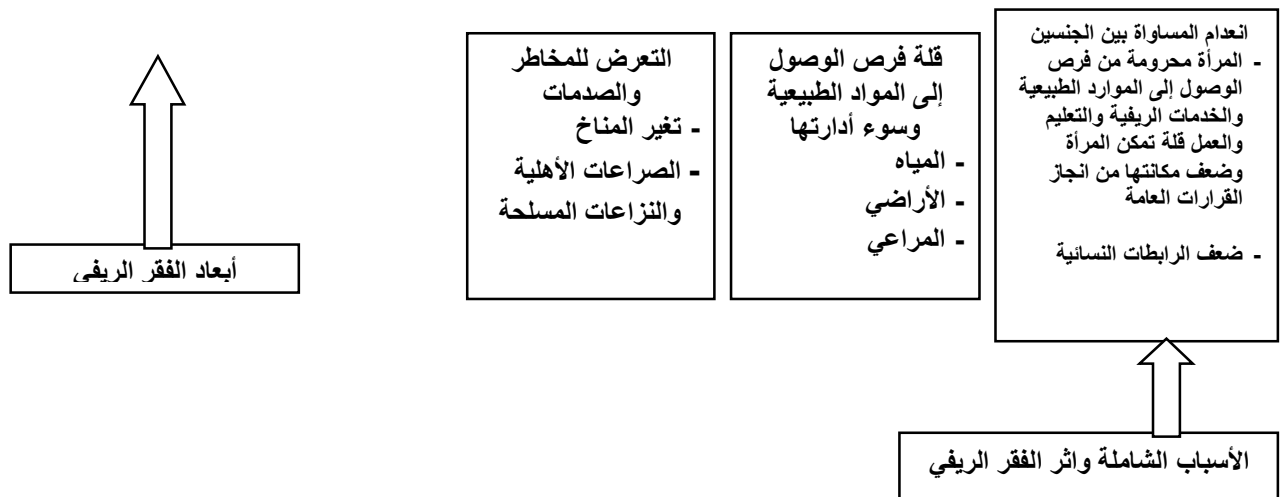 انعدام المساواة بين الجنسين
- المرأة محرومة من فرص
الوصول إلى الموارد الطبيعية
والخدمات الريفية والتعليم
والعمل قلة تمكن المرأة
وضعف مكانتها من انجاز
القرارات العامة
- ضعف الرابطات النسائية
قلة فرص الوصول
إلى المواد الطبيعية
وسوء أدارتها
- المياه
- الأراضي
- المراعي
التعرض للمخاطر
والصدمات
- تغير المناخ
- الصراعات الأهلية
والنزاعات المسلحة
أبعاد الفقر الريفي
الأسباب الشاملة واثر الفقر الريفي